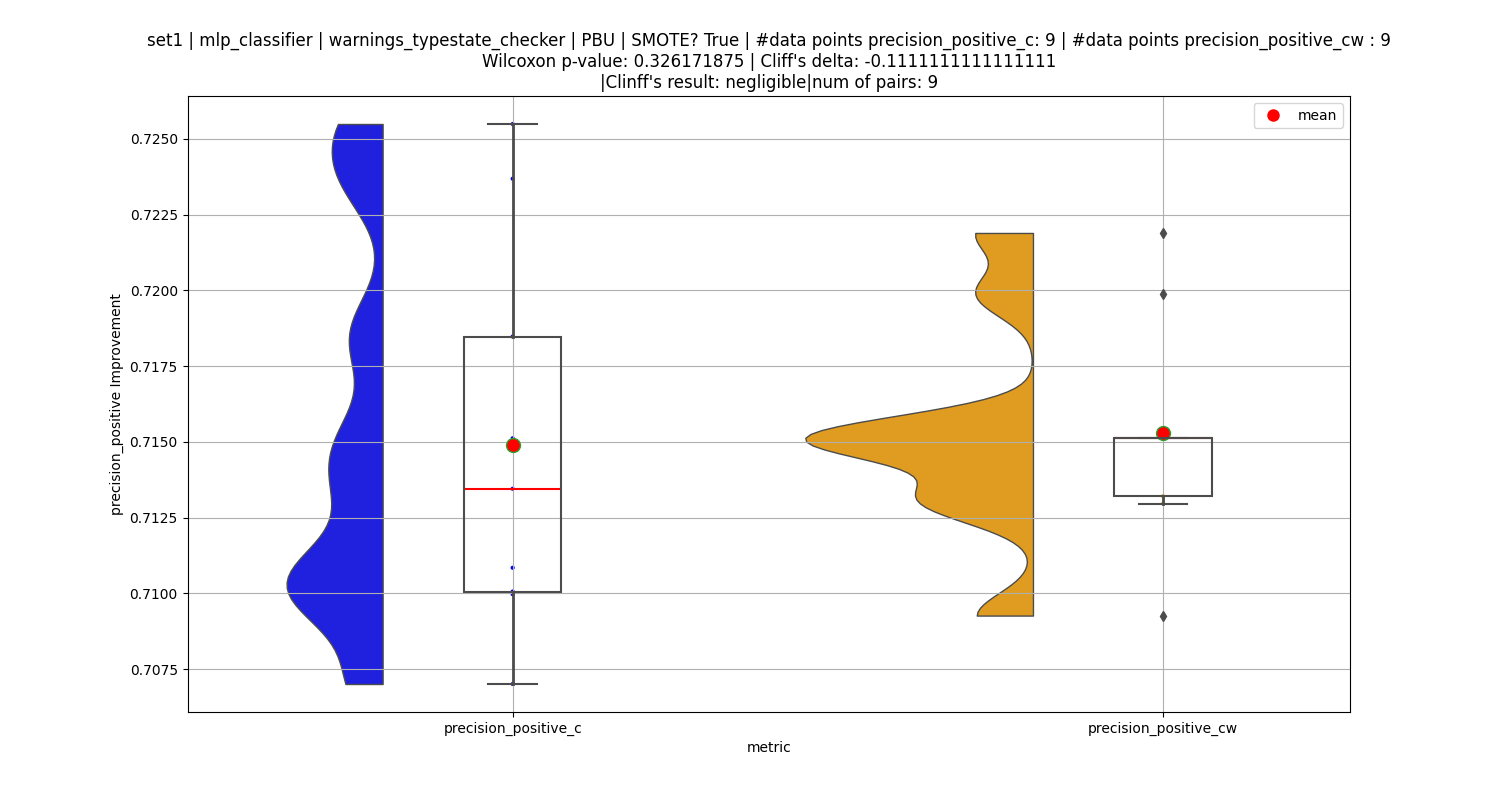 set1 | mlp_classifier | warnings_typestate_checker | PBU | SMOTE? True | #data points precision_positive_c: 9 | #data points precision_positive_cw : 9
Wilcoxon p-value: 0.326171875 | Cliff's delta: -0.1111111111111111
|Clinff's result: negligible|num of pairs: 9
mean
0.7250
0.7225
0.7200
0.7175
0.7150
0.7125
0.7100
0.7075
precision_positive Improvement
precision_positive_c
precision_positive_cw
metric